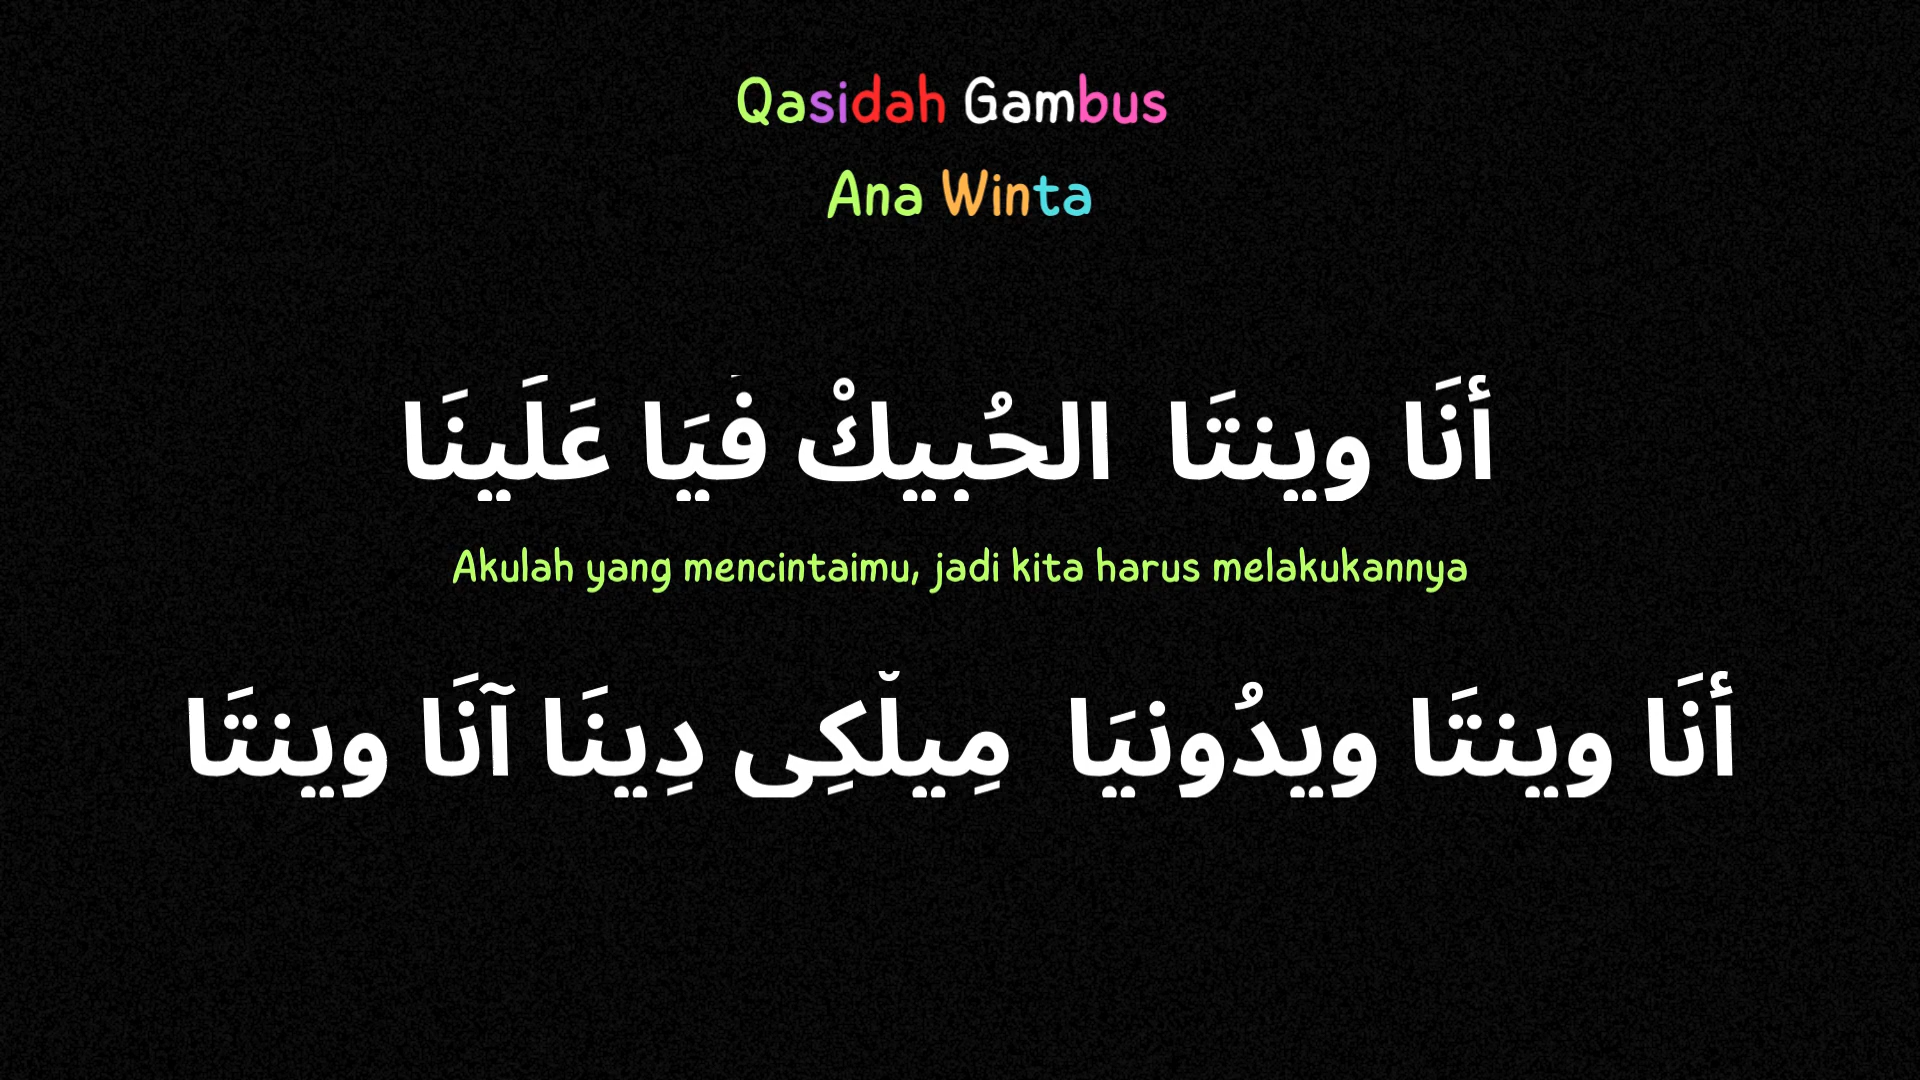 Qasidah Gambus
Ana Winta
أنَا وينتَا الحُبيكْ فَيَا عَلَينَا
Akulah yang mencintaimu, jadi kita harus melakukannya
أنَا وينتَا ويدُونيَا مِيلْكِى دِينَا آنَا وينتَا